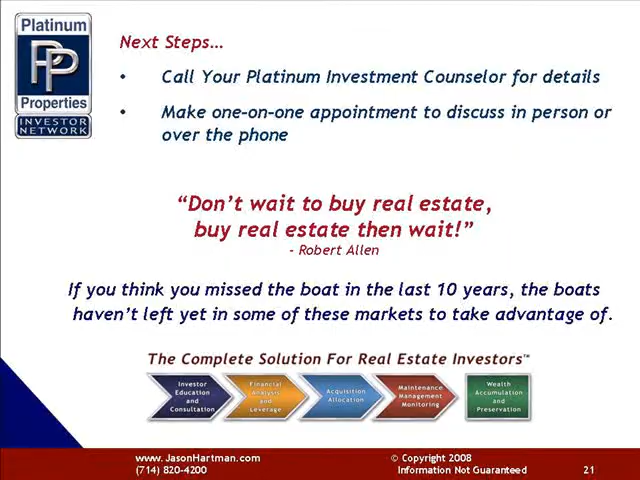 Platinum
PP
Properties
INVESTOR
NETWORK
Next Steps…
• Call Your Platinum Investment Counselor for details
• Make one-on-one appointment to discuss in person or
over the phone
“Don’t wait to buy real estate,
buy real estate then wait!”
- Robert Allen
If you think you missed the boat in the last 10 years, the boats
haven’t left yet in some of these markets to take advantage of.
The Complete Solution For Real Estate Investors™
Investor
Education
and
Consultation
Financial
Analysis
and
Leverage
Acquisition
Allocation
Maintenance
Management
Monitoring
Wealth
Accumulation
and
Preservation
www.JasonHartman.com
(714) 820-4200
© Copyright 2008
Information Not Guaranteed
21